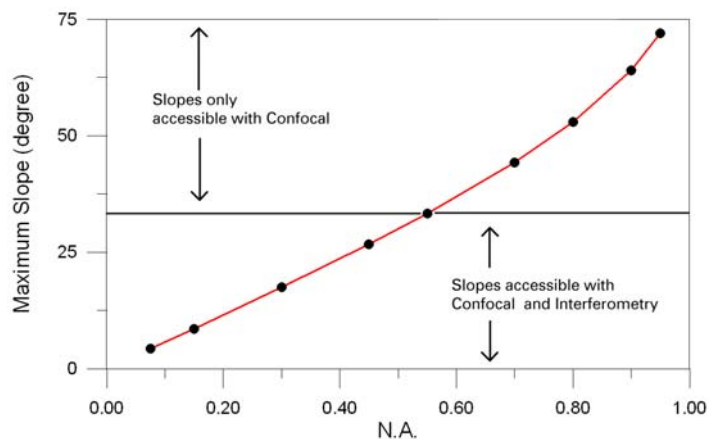 75
50
25
0
Maximum Slope (degree)
Slopes only
accessible with Confocal
Slopes accessible with
Confocal and Interferometry
0.00 0.20 0.40 0.60 0.80 1.00
N.A.